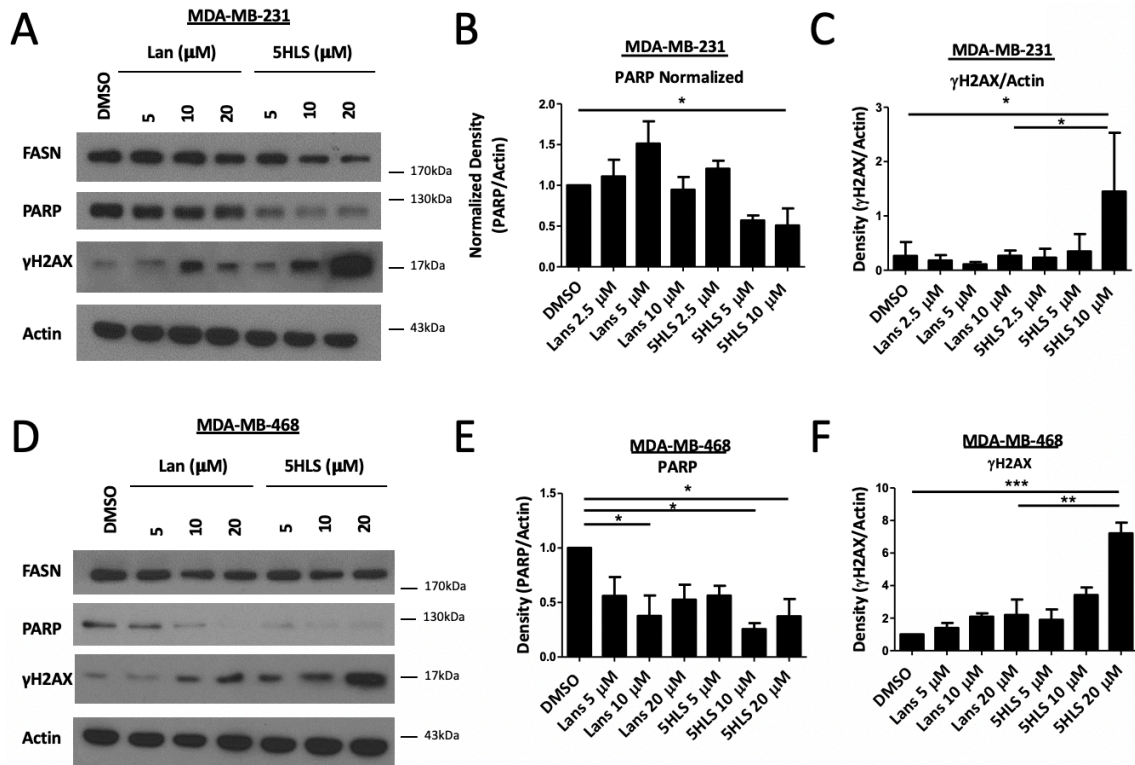 A
MDA-MB-231
Lan (μM)
5HLS (μM)
DMSO
5
10
20
5
10
20
FASN
170kDa
PARP
130kDa
γH2AX
17kDa
Actin
43kDa
B
MDA-MB-231
PARP Normalized
*
2.0
1.5
1.0
0.5
0.0
Normalized Density
(PARP/Actin)
DMSO
Lans 2.5 μM
Lans 5 μM
Lans 10 μM
5HLS 2.5 μM
5HLS 5 μM
5HLS 10 μM
C
MDA-MB-231
γH2AX/Actin
*
*
3
2
1
0
Density (γH2AX/Actin
DMSO
Lans 2.5 μM
Lans 5 μM
Lans 10 μM
5HLS 2.5 μM
5HLS 5 μM
5HLS 10 μM
D
MDA-MB-468
Lan (μM)
5HLS (μM)
DMSO
5
10
20
5
10
20
FASN
170kDa
PARP
130kDa
γH2AX
17kDa
Actin
43kDa
E
MDA-MB-468
PARP
*
*
*
1.5
1.0
0.5
0.0
Density (PARP/Actin)
DMSO
Lans 5 μM
Lans 10 μM
Lans 20 μM
5HLS 5 μM
5HLS 10 μM
5HLS 20 μM
F
MDA-MB-468
γH2AX
***
**
10
8
6
4
2
0
Density (γH2AX/Actin)
DMSO
Lans 5 μM
Lans 10 μM
Lans 20 μM
5HLS 5 μM
5HLS 10 μM
5HLS 20 μM